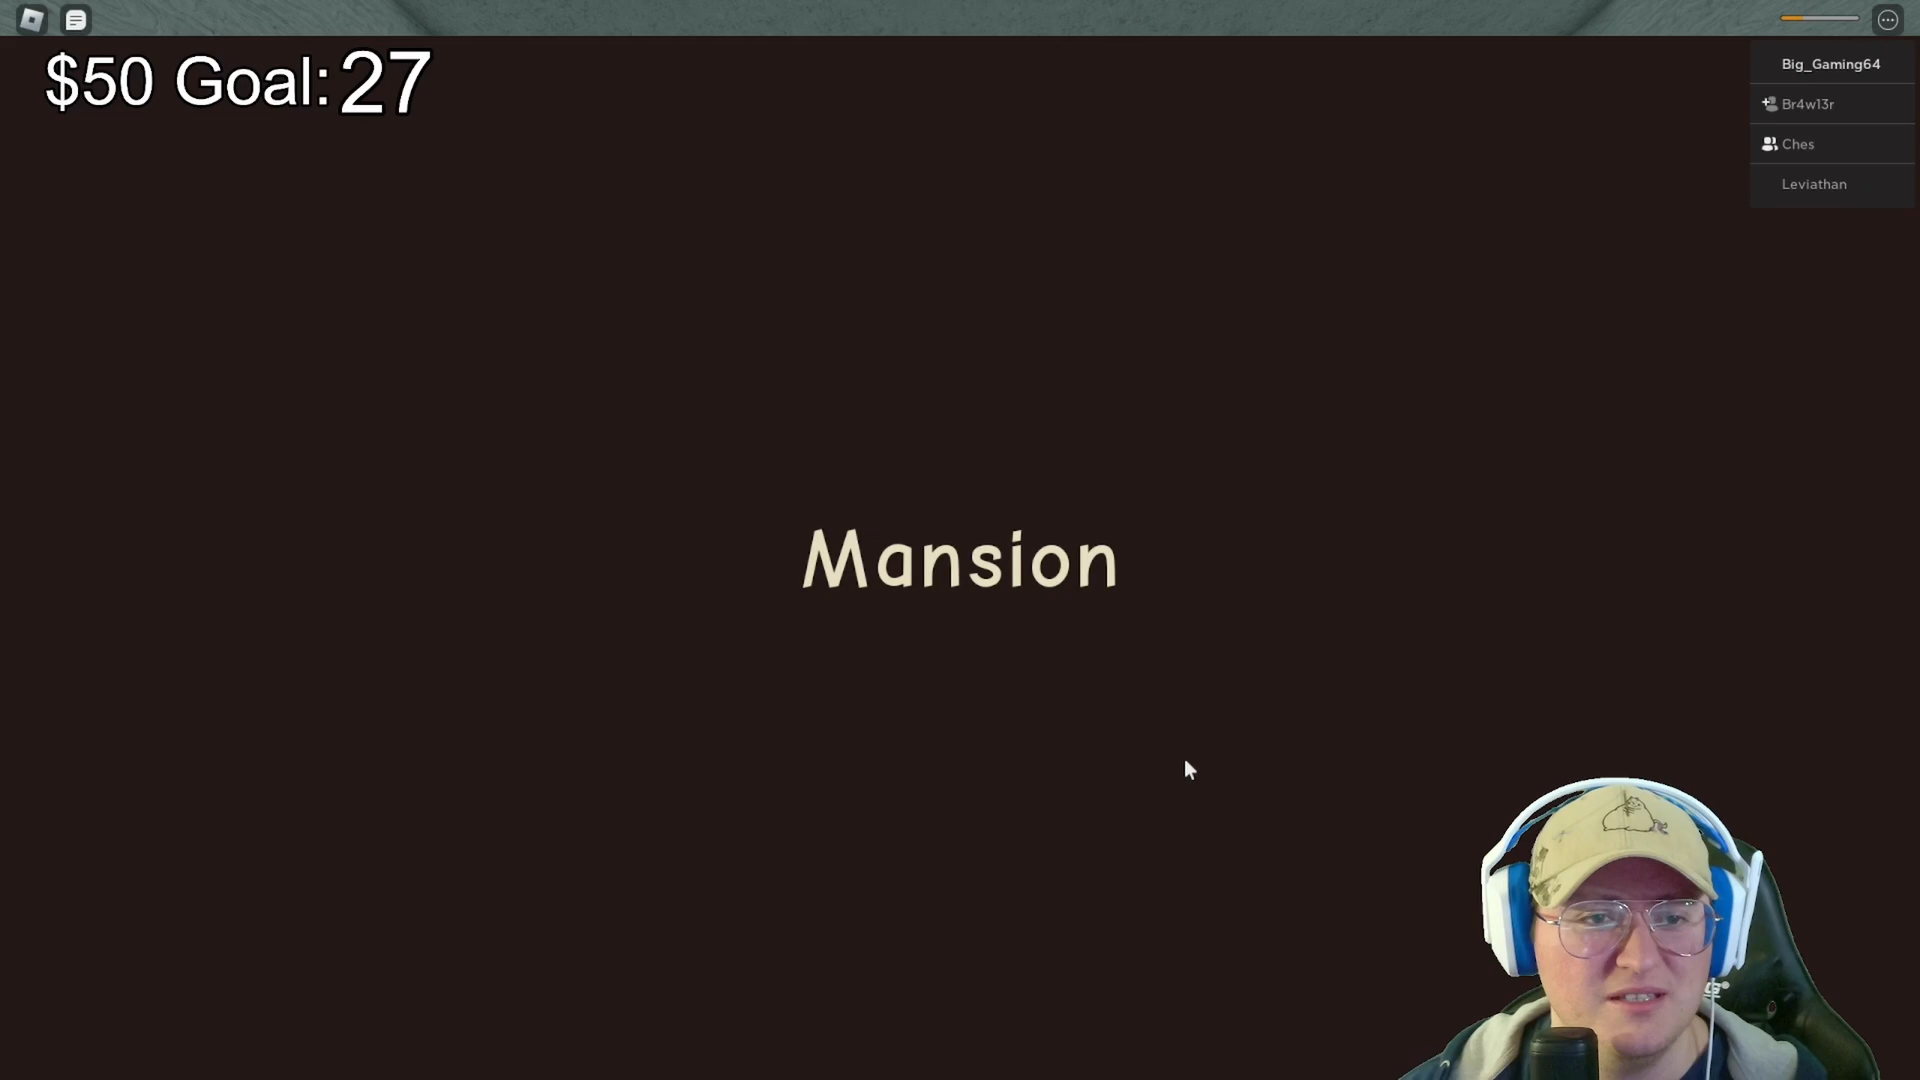 $50 Goal:27
Big_Gaming64
Br4w13r
Ches
Leviathan
Mansion